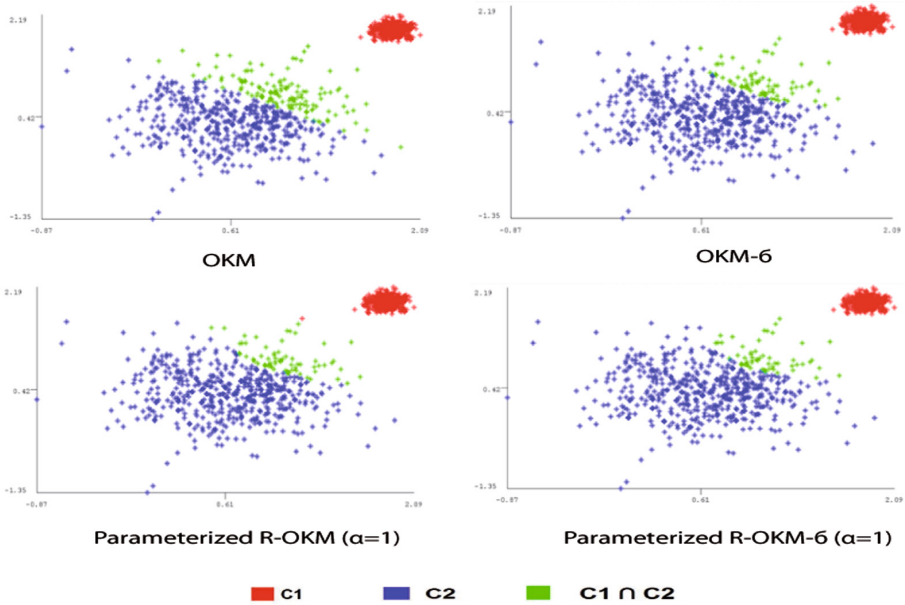 2.19
0.42
-1.35
-0.87 0.61 2.09
OKM
2.19
0.42
-1.35
-0.87 0.61 2.09
OKM-б
2.19
0.42
-1.35
-0.87 0.61 2.09
Parameterized R-OKM (α=1)
2.19
0.42
-1.35
-0.87 0.61 2.09
Parameterized R-OKM-б (α=1)
C1 C2 C1 ∩ C2